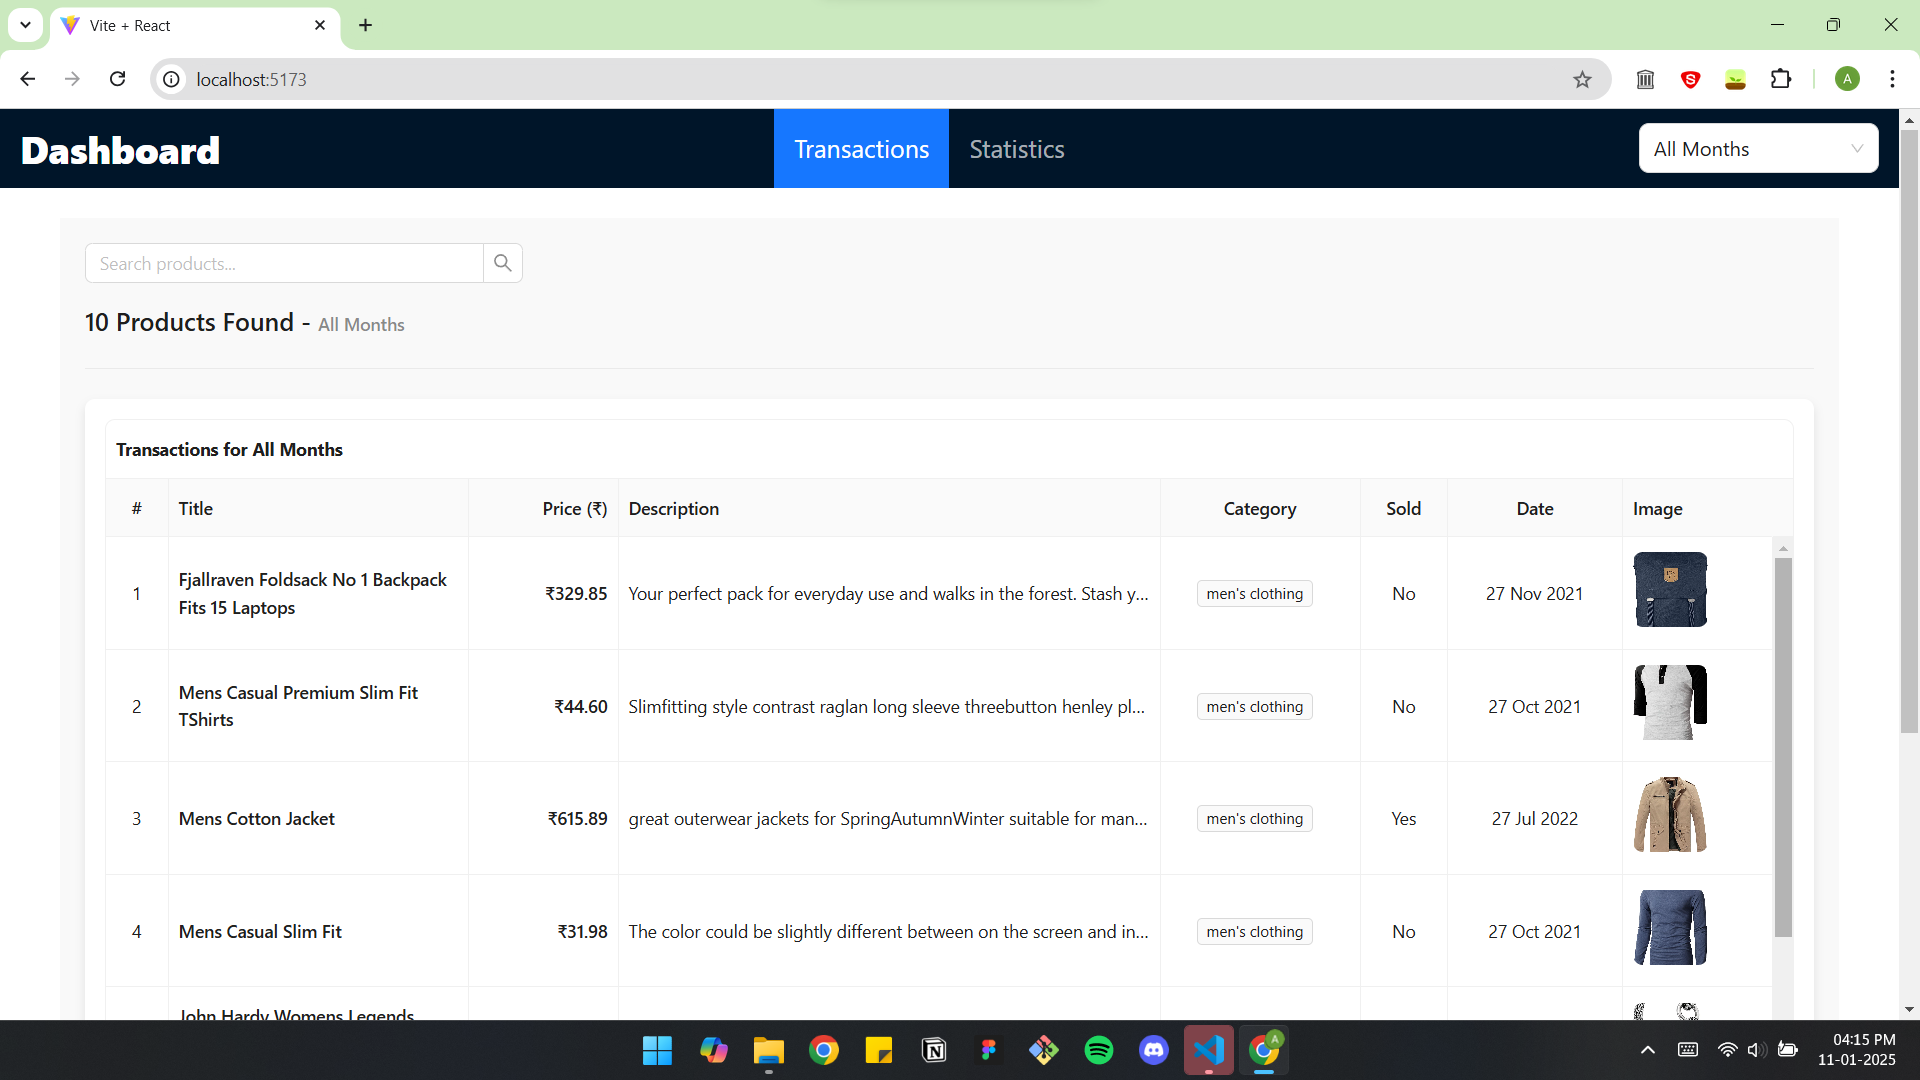 Vite + React
localhost:5173
A
Dashboard
Transactions
Statistics
All Months
Search products...
10 Products Found - All Months
Transactions for All Months
# Title Price (₹) Description Category Sold Date Image
1 Fjallraven Foldsack No 1 Backpack Fits 15 Laptops ₹329.85 Your perfect pack for everyday use and walks in the forest. Stash y... men's clothing No 27 Nov 2021
2 Mens Casual Premium Slim Fit TShirts ₹44.60 Slimfitting style contrast raglan long sleeve threebutton henley pl... men's clothing No 27 Oct 2021
3 Mens Cotton Jacket ₹615.89 great outerwear jackets for SpringAutumnWinter suitable for man... men's clothing Yes 27 Jul 2022
4 Mens Casual Slim Fit ₹31.98 The color could be slightly different between on the screen and in... men's clothing No 27 Oct 2021
John Hardy Womens Legends
A
04:15 PM
11-01-2025